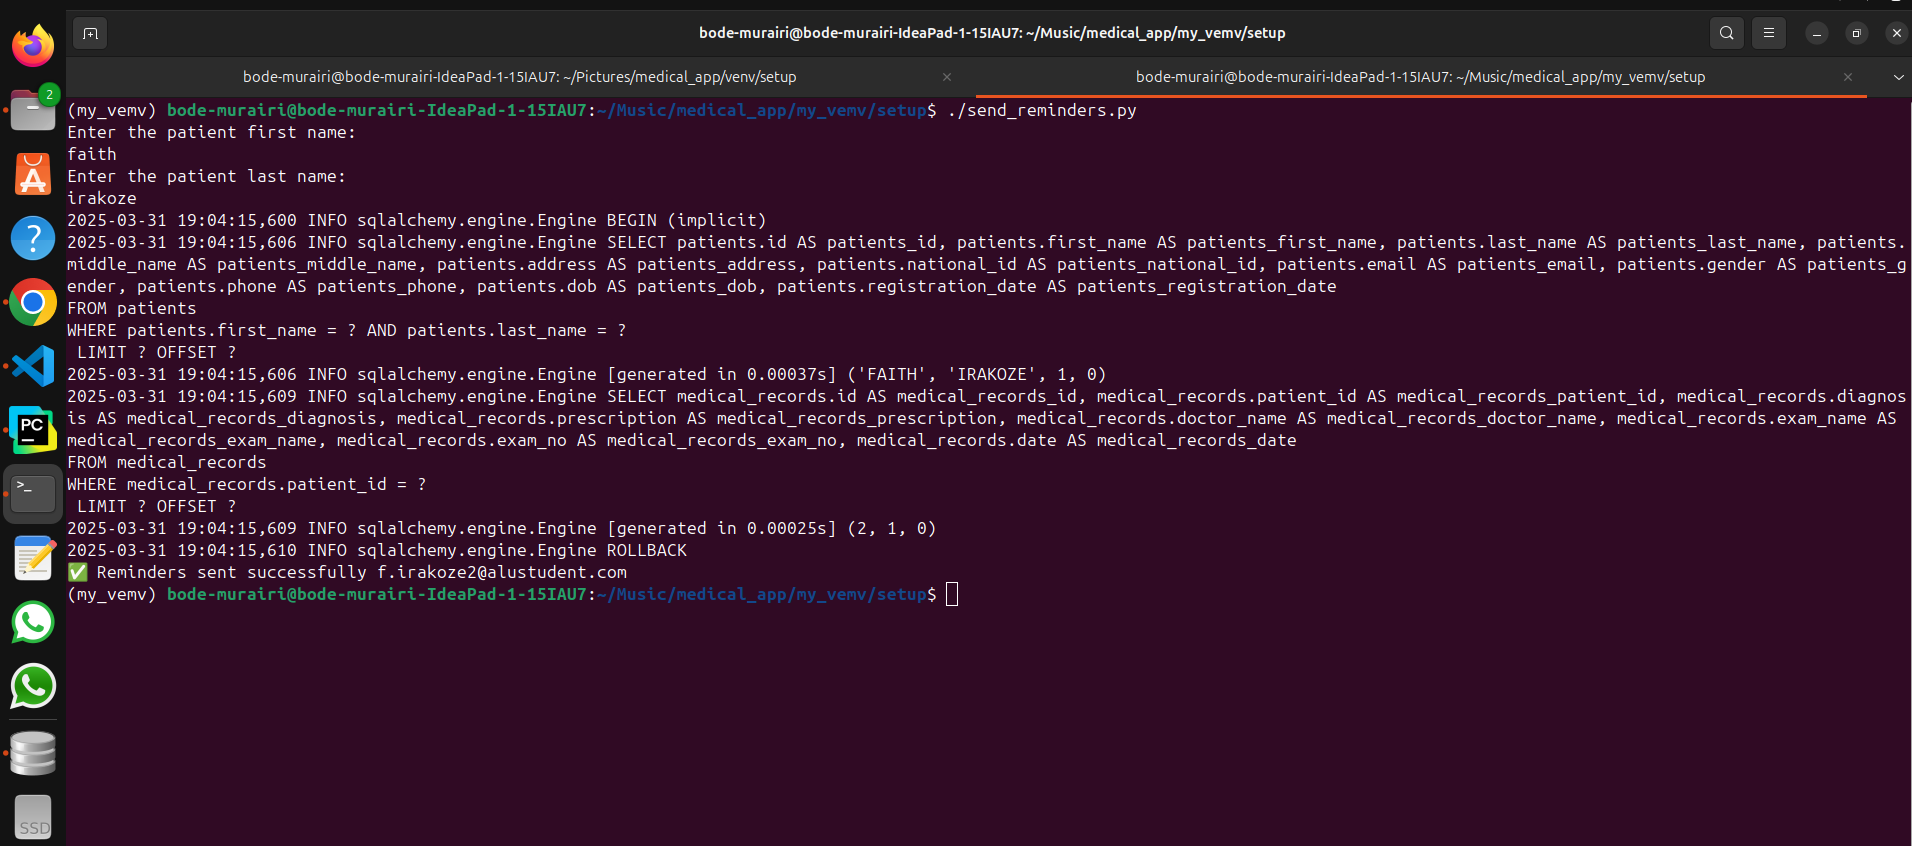 bode-murairi@bode-murairi-IdeaPad-1-15IAU7: ~/Music/medical_app/my_vemv/setup
bode-murairi@bode-murairi-IdeaPad-1-15IAU7: ~/Pictures/medical_app/venv/setup
bode-murairi@bode-murairi-IdeaPad-1-15IAU7: ~/Music/medical_app/my_vemv/setup
(my_vemv) bode-murairi@bode-murairi-IdeaPad-1-15IAU7:~/Music/medical_app/my_vemv/setup$ ./send_reminders.py
Enter the patient first name:
faith
Enter the patient last name:
irakoze
2025-03-31 19:04:15,600 INFO sqlalchemy.engine.Engine BEGIN (implicit)
2025-03-31 19:04:15,606 INFO sqlalchemy.engine.Engine SELECT patients.id AS patients_id, patients.first_name AS patients_first_name, patients.last_name AS patients_last_name, patients.
middle_name AS patients_middle_name, patients.address AS patients_address, patients.national_id AS patients_national_id, patients.email AS patients_email, patients.gender AS patients_g
ender, patients.phone AS patients_phone, patients.dob AS patients_dob, patients.registration_date AS patients_registration_date
FROM patients
WHERE patients.first_name = ? AND patients.last_name = ?
LIMIT ? OFFSET ?
2025-03-31 19:04:15,606 INFO sqlalchemy.engine.Engine [generated in 0.00037s] ('FAITH', 'IRAKOZE', 1, 0)
2025-03-31 19:04:15,609 INFO sqlalchemy.engine.Engine SELECT medical_records.id AS medical_records_id, medical_records.patient_id AS medical_records_patient_id, medical_records.diagnos
is AS medical_records_diagnosis, medical_records.prescription AS medical_records_prescription, medical_records.doctor_name AS medical_records_doctor_name, medical_records.exam_name AS
medical_records_exam_name, medical_records.exam_no AS medical_records_exam_no, medical_records.date AS medical_records_date
FROM medical_records
WHERE medical_records.patient_id = ?
LIMIT ? OFFSET ?
2025-03-31 19:04:15,609 INFO sqlalchemy.engine.Engine [generated in 0.00025s] (2, 1, 0)
2025-03-31 19:04:15,610 INFO sqlalchemy.engine.Engine ROLLBACK
✅ Reminders sent successfully f.irakoze2@alustudent.com
(my_vemv) bode-murairi@bode-murairi-IdeaPad-1-15IAU7:~/Music/medical_app/my_vemv/setup$
2
PC
SSD